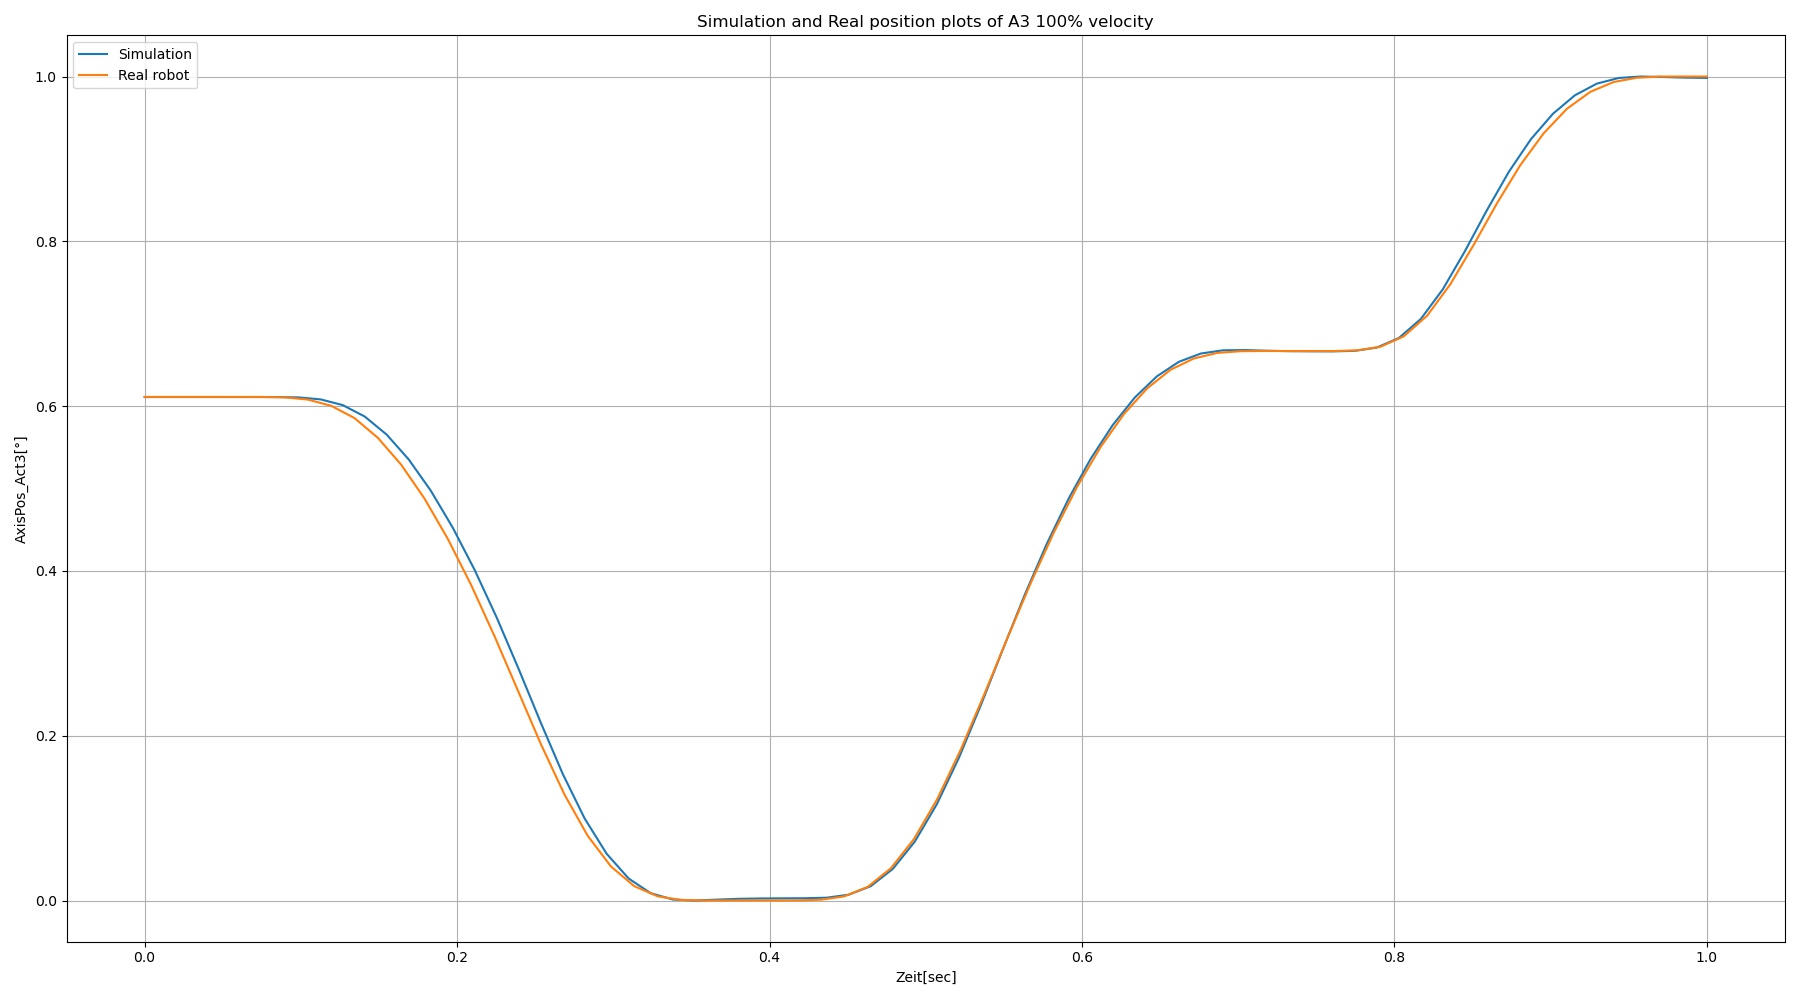 Simulation and Real position plots of A3 100% velocity
Simulation
Real robot
1.0
0.8
0.6
0.4
0.2
0.0
AxisPos_Act3[°]
0.0 0.2 0.4 0.6 0.8 1.0
Zeit[sec]